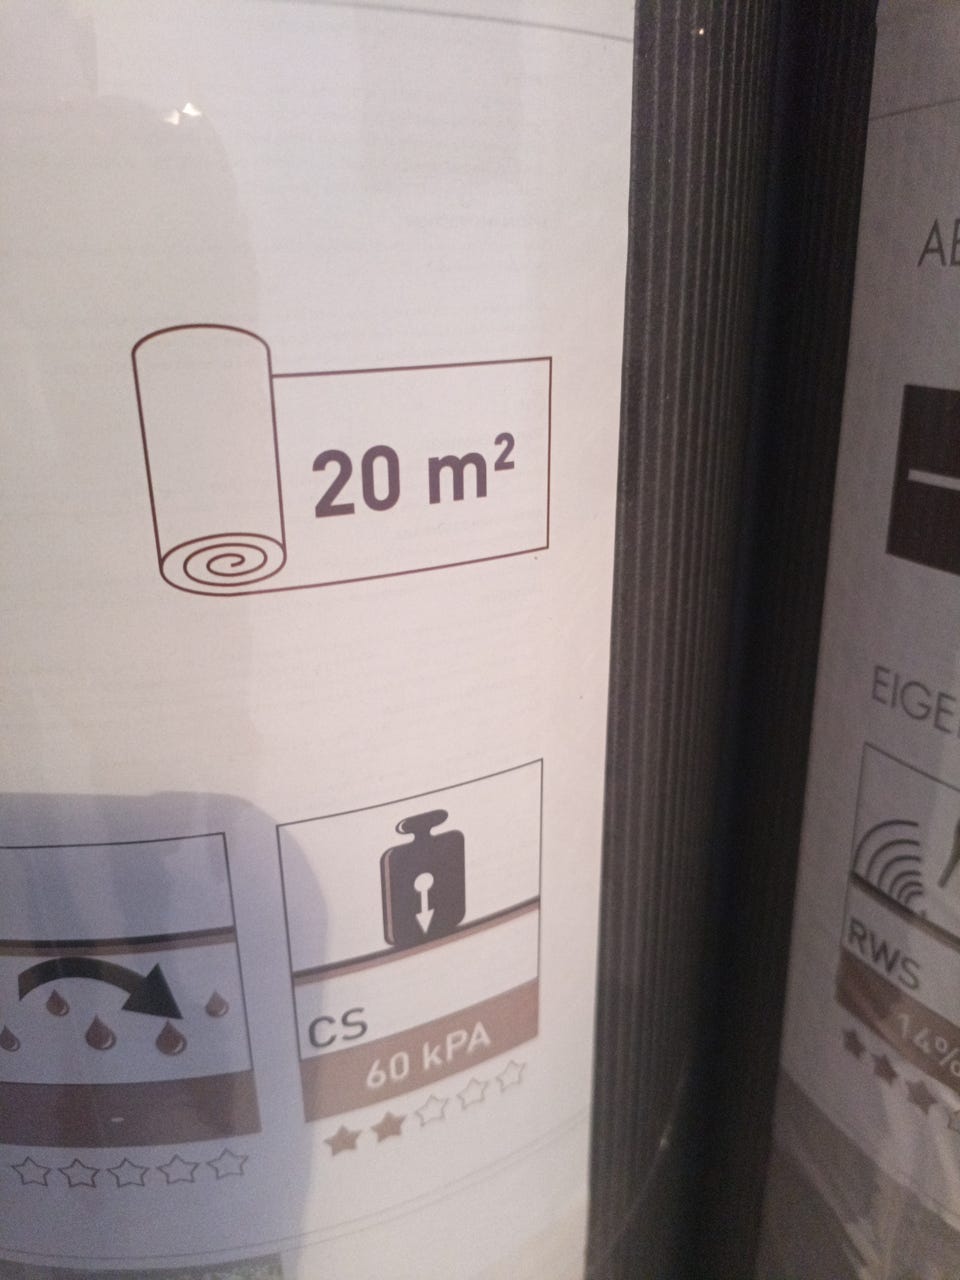 20 m²
CS
60 kPA
-
AB
EIGE
RWS
14%